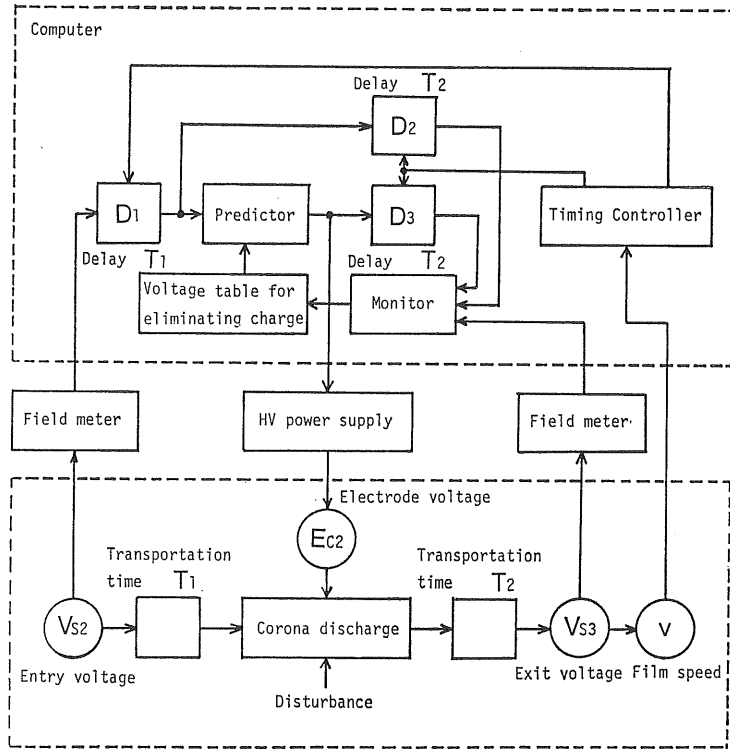 Computer
Delay T2
D2
D1
Predictor
D3
Timing Controller
Delay T1
Delay T2
Voltage table for
eliminating charge
Monitor
Field meter
HV power supply
Field meter
Electrode voltage
EC2
Transportation
time T1
Transportation
time T2
VS2
Corona discharge
VS3
v
Entry voltage
Exit voltage
Film speed
Disturbance